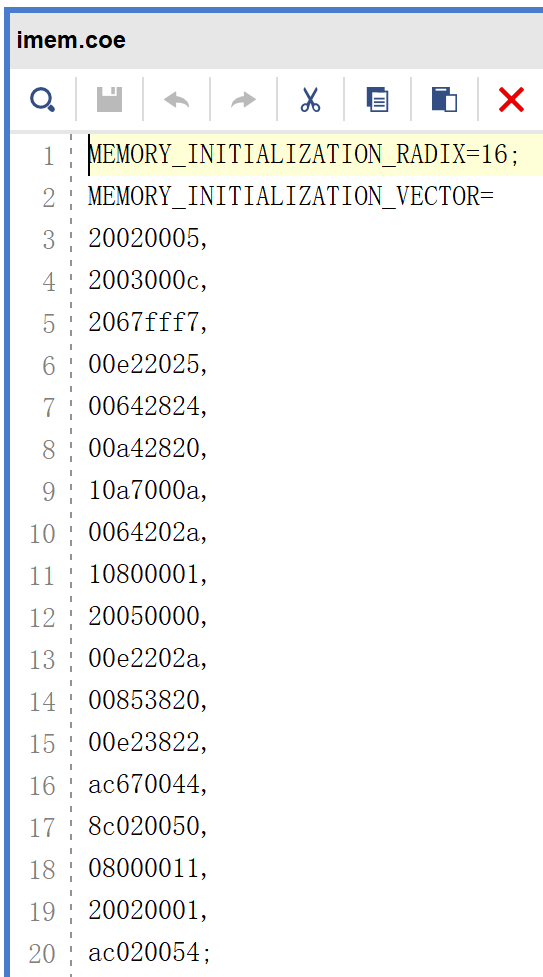 imem.coe
1 MEMORY_INITIALIZATION_RADIX=16;
2 MEMORY_INITIALIZATION_VECTOR=
3 20020005,
4 2003000c,
5 2067fff7,
6 00e22025,
7 00642824,
8 00a42820,
9 10a7000a,
10 0064202a,
11 10800001,
12 20050000,
13 00e2202a,
14 00853820,
15 00e23822,
16 ac670044,
17 8c020050,
18 08000011,
19 20020001,
20 ac020054;